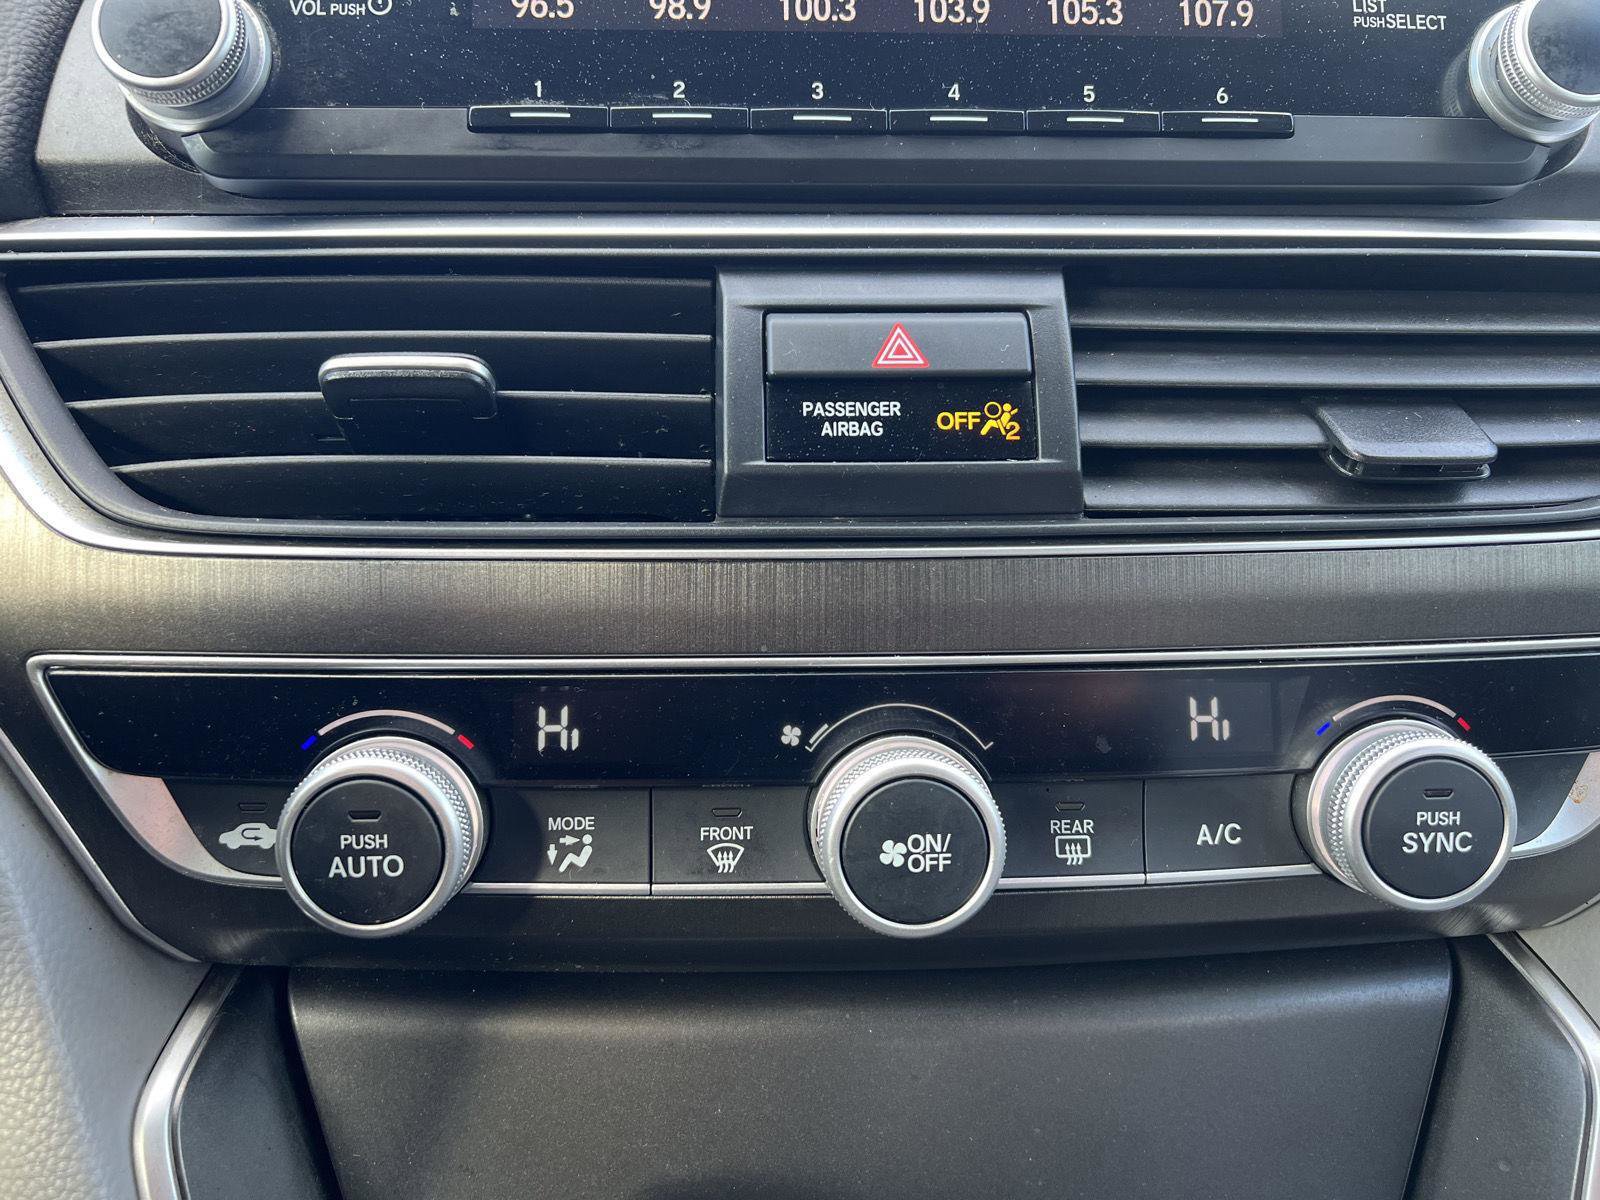 VOL PUSH
96.5 98.9 100.3 103.9 105.3 107.9
LIST
PUSH SELECT
1 2 3 4 5 6
PASSENGER
AIRBAG
OFF 2
Hi
Hi
PUSH
AUTO
MODE
FRONT
ON/
OFF
REAR
A/C
PUSH
SYNC